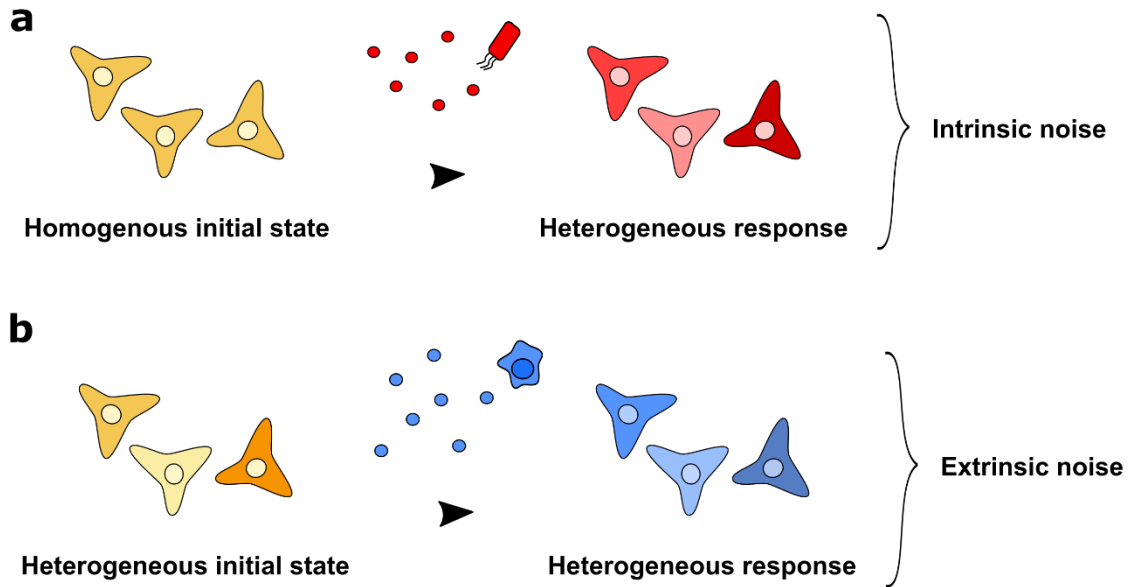 a
Homogenous initial state
Heterogeneous response
Intrinsic noise
b
Heterogeneous initial state
Heterogeneous response
Extrinsic noise